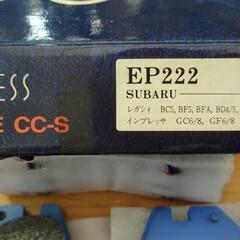 ESS
E CC-S
EP222
SUBARU
レガシィ BC5, BF5, BFA, BD4/5,
インプレッサ GC6/8, GF6/8